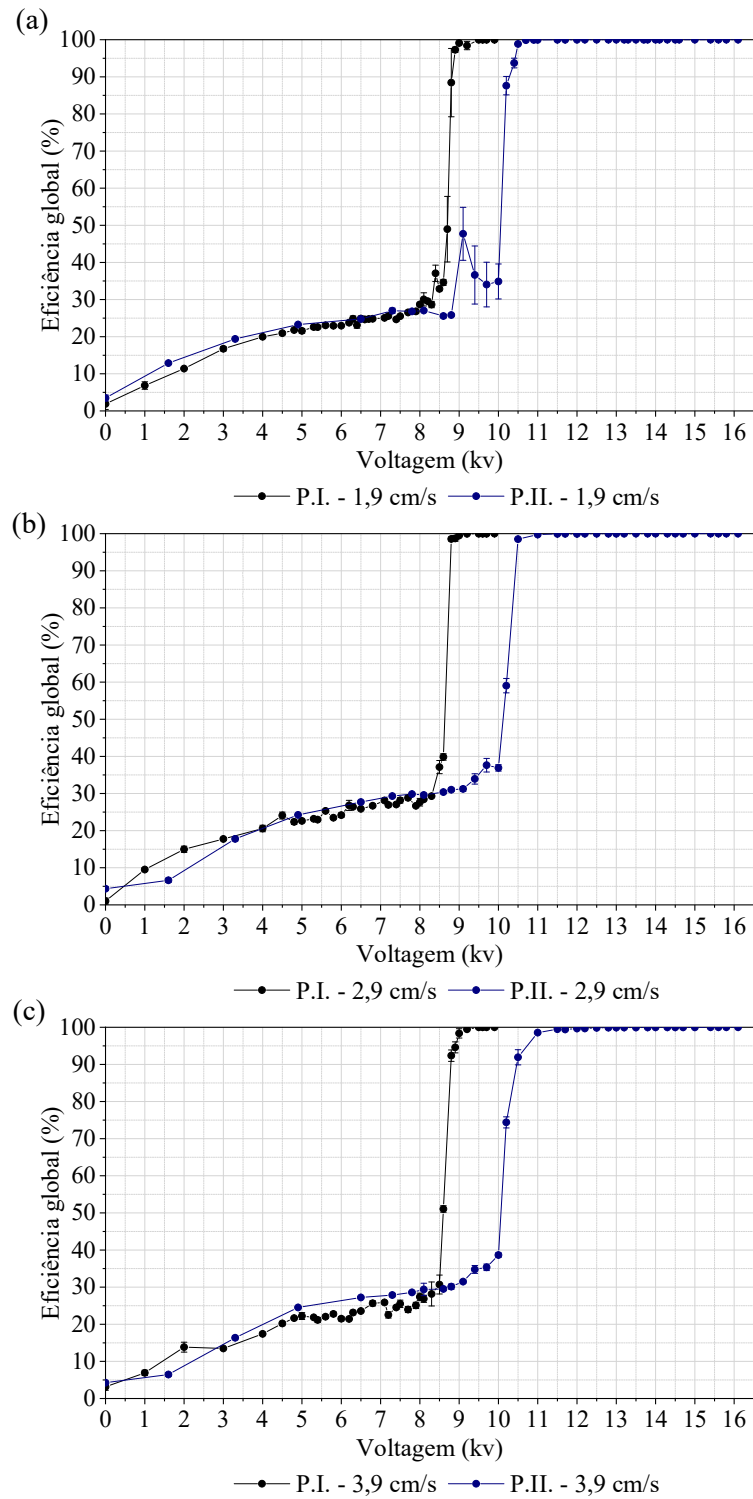 (a)
Eficiência global (%)
100
90
80
70
60
50
40
30
20
10
0
0 1 2 3 4 5 6 7 8 9 10 11 12 13 14 15 16
Voltagem (kv)
P.I. - 1,9 cm/s P.II. - 1,9 cm/s
(b)
Eficiência global (%)
100
90
80
70
60
50
40
30
20
10
0
0 1 2 3 4 5 6 7 8 9 10 11 12 13 14 15 16
Voltagem (kv)
P.I. - 2,9 cm/s P.II. - 2,9 cm/s
(c)
Eficiência global (%)
100
90
80
70
60
50
40
30
20
10
0
0 1 2 3 4 5 6 7 8 9 10 11 12 13 14 15 16
Voltagem (kv)
P.I. - 3,9 cm/s P.II. - 3,9 cm/s